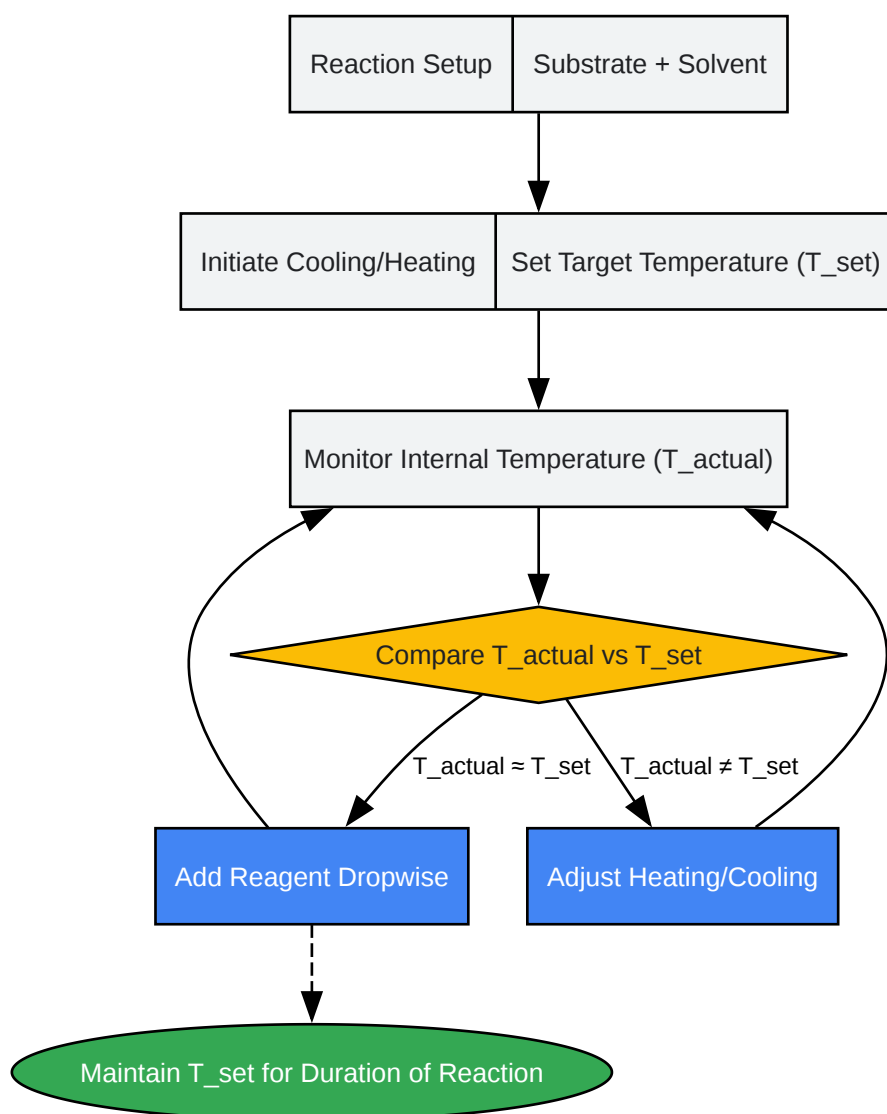 Reaction Setup
Substrate + Solvent
Initiate Cooling/Heating
Set Target Temperature (T_set)
Monitor Internal Temperature (T_actual)
Compare T_actual vs T_set
T_actual ≈ T_set
T_actual ≠ T_set
Add Reagent Dropwise
Adjust Heating/Cooling
Maintain T_set for Duration of Reaction